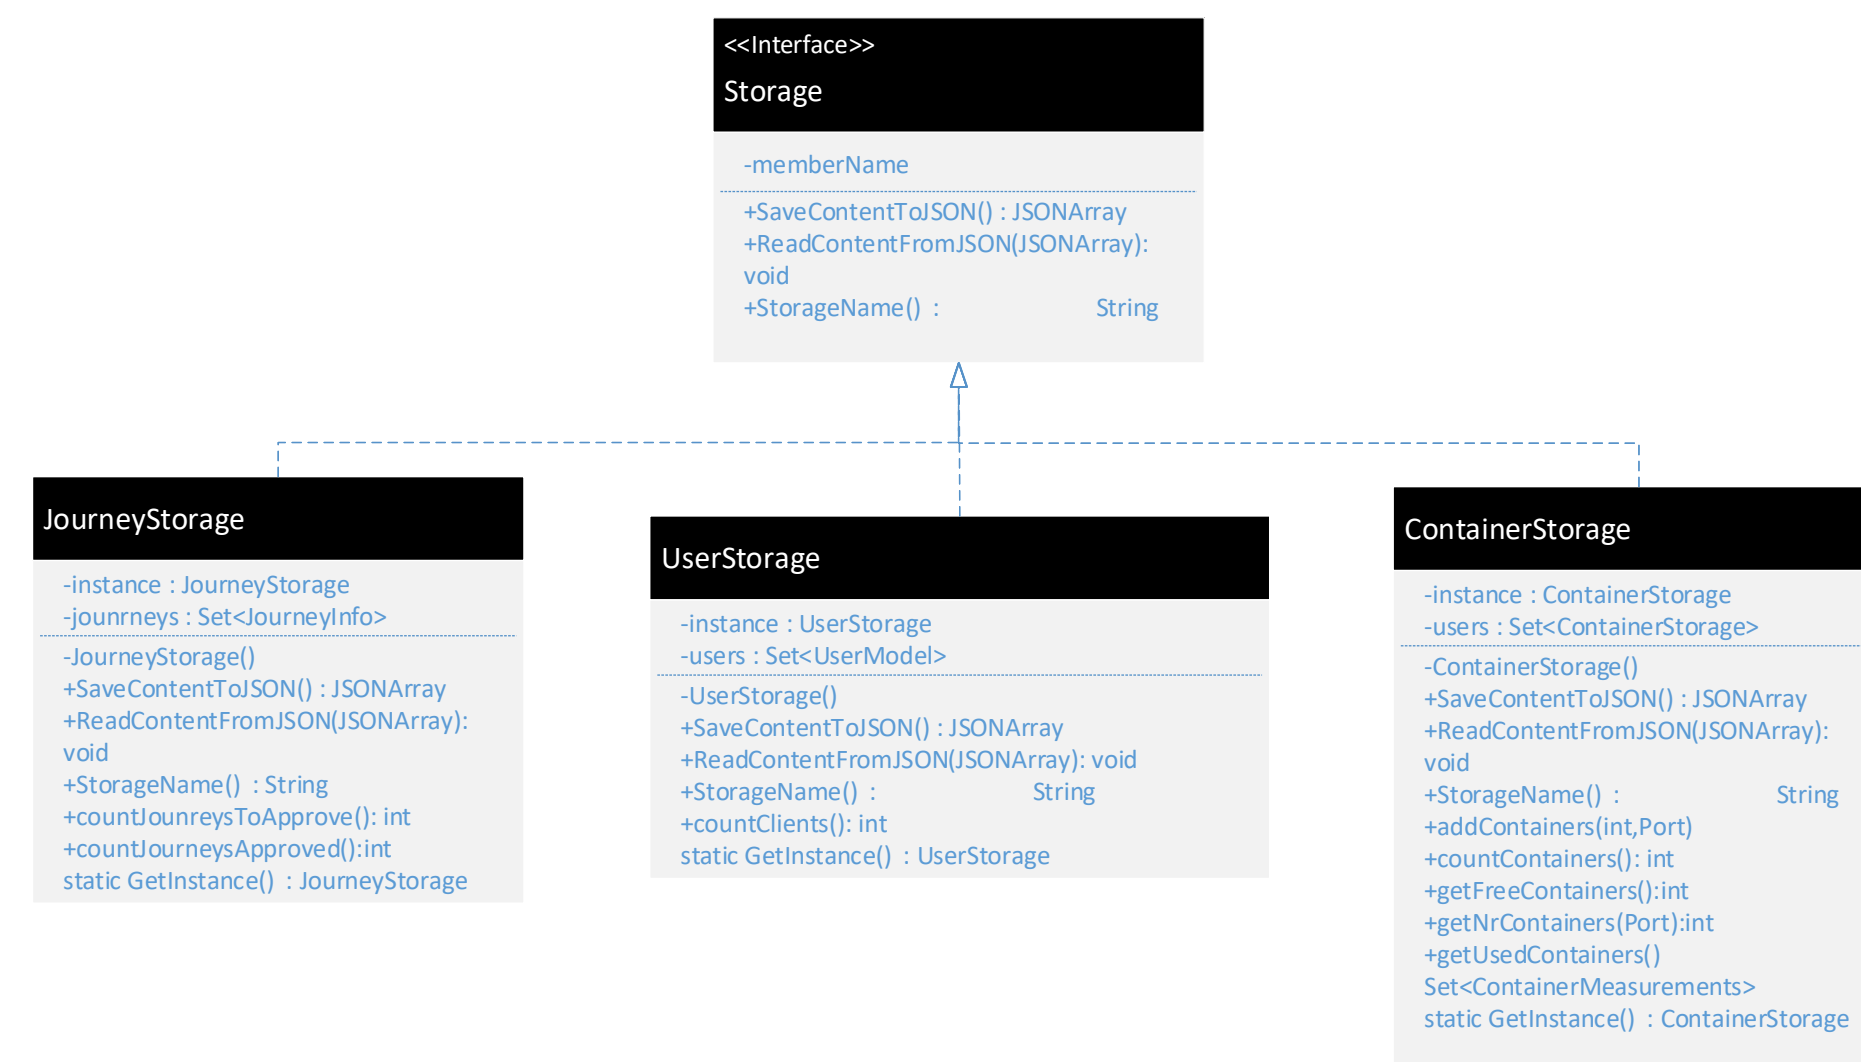 <<Interface>>
Storage
-memberName
+SaveContentToJSON() : JSONArray
+ReadContentFromJSON(JSONArray):
void
+StorageName() : String
JourneyStorage
-instance : JourneyStorage
-jounrneys : Set<JourneyInfo>
-JourneyStorage()
+SaveContentToJSON() : JSONArray
+ReadContentFromJSON(JSONArray):
void
+StorageName() : String
+countJounreysToApprove(): int
+countJourneysApproved():int
static GetInstance() : JourneyStorage
UserStorage
-instance : UserStorage
-users : Set<UserModel>
-UserStorage()
+SaveContentToJSON() : JSONArray
+ReadContentFromJSON(JSONArray): void
+StorageName() : String
+countClients(): int
static GetInstance() : UserStorage
ContainerStorage
-instance : ContainerStorage
-users : Set<ContainerStorage>
-ContainerStorage()
+SaveContentToJSON() : JSONArray
+ReadContentFromJSON(JSONArray):
void
+StorageName() : String
+addContainers(int,Port)
+countContainers(): int
+getFreeContainers():int
+getNrContainers(Port):int
+getUsedContainers()
Set<ContainerMeasurements>
static GetInstance() : ContainerStorage